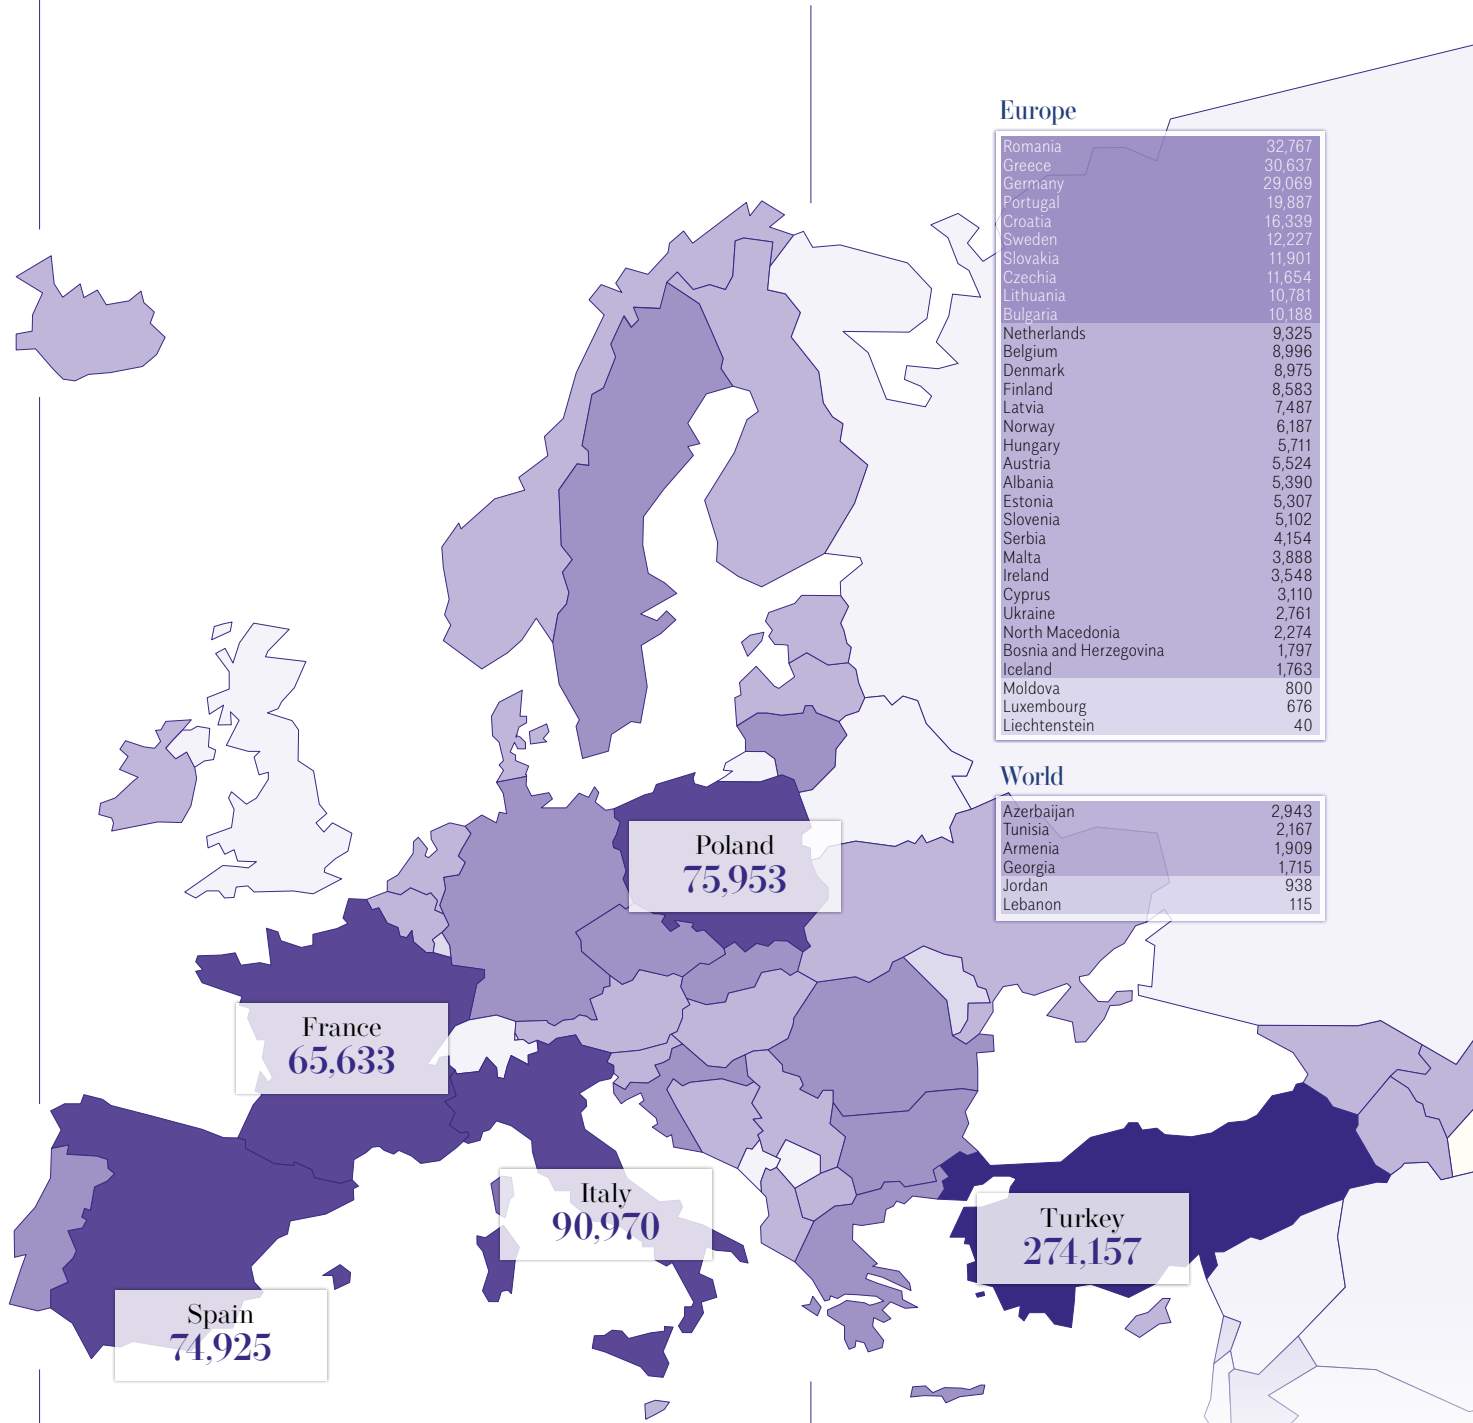 Europe
Romania 32,767
Greece 30,637
Germany 29,069
Portugal 19,887
Croatia 16,339
Sweden 12,227
Slovakia 11,901
Czechia 11,654
Lithuania 10,781
Bulgaria 10,188
Netherlands 9,325
Belgium 8,996
Denmark 8,975
Finland 8,583
Latvia 7,487
Norway 6,187
Hungary 5,711
Austria 5,524
Albania 5,390
Estonia 5,307
Slovenia 5,102
Serbia 4,154
Malta 3,888
Ireland 3,548
Cyprus 3,110
Ukraine 2,761
North Macedonia 2,274
Bosnia and Herzegovina 1,797
Iceland 1,763
Moldova 800
Luxembourg 676
Liechtenstein 40
World
Azerbaijan 2,943
Tunisia 2,167
Armenia 1,909
Georgia 1,715
Jordan 938
Lebanon 115
Poland
75,953
France
65,633
Italy
90,970
Turkey
274,157
Spain
74,925